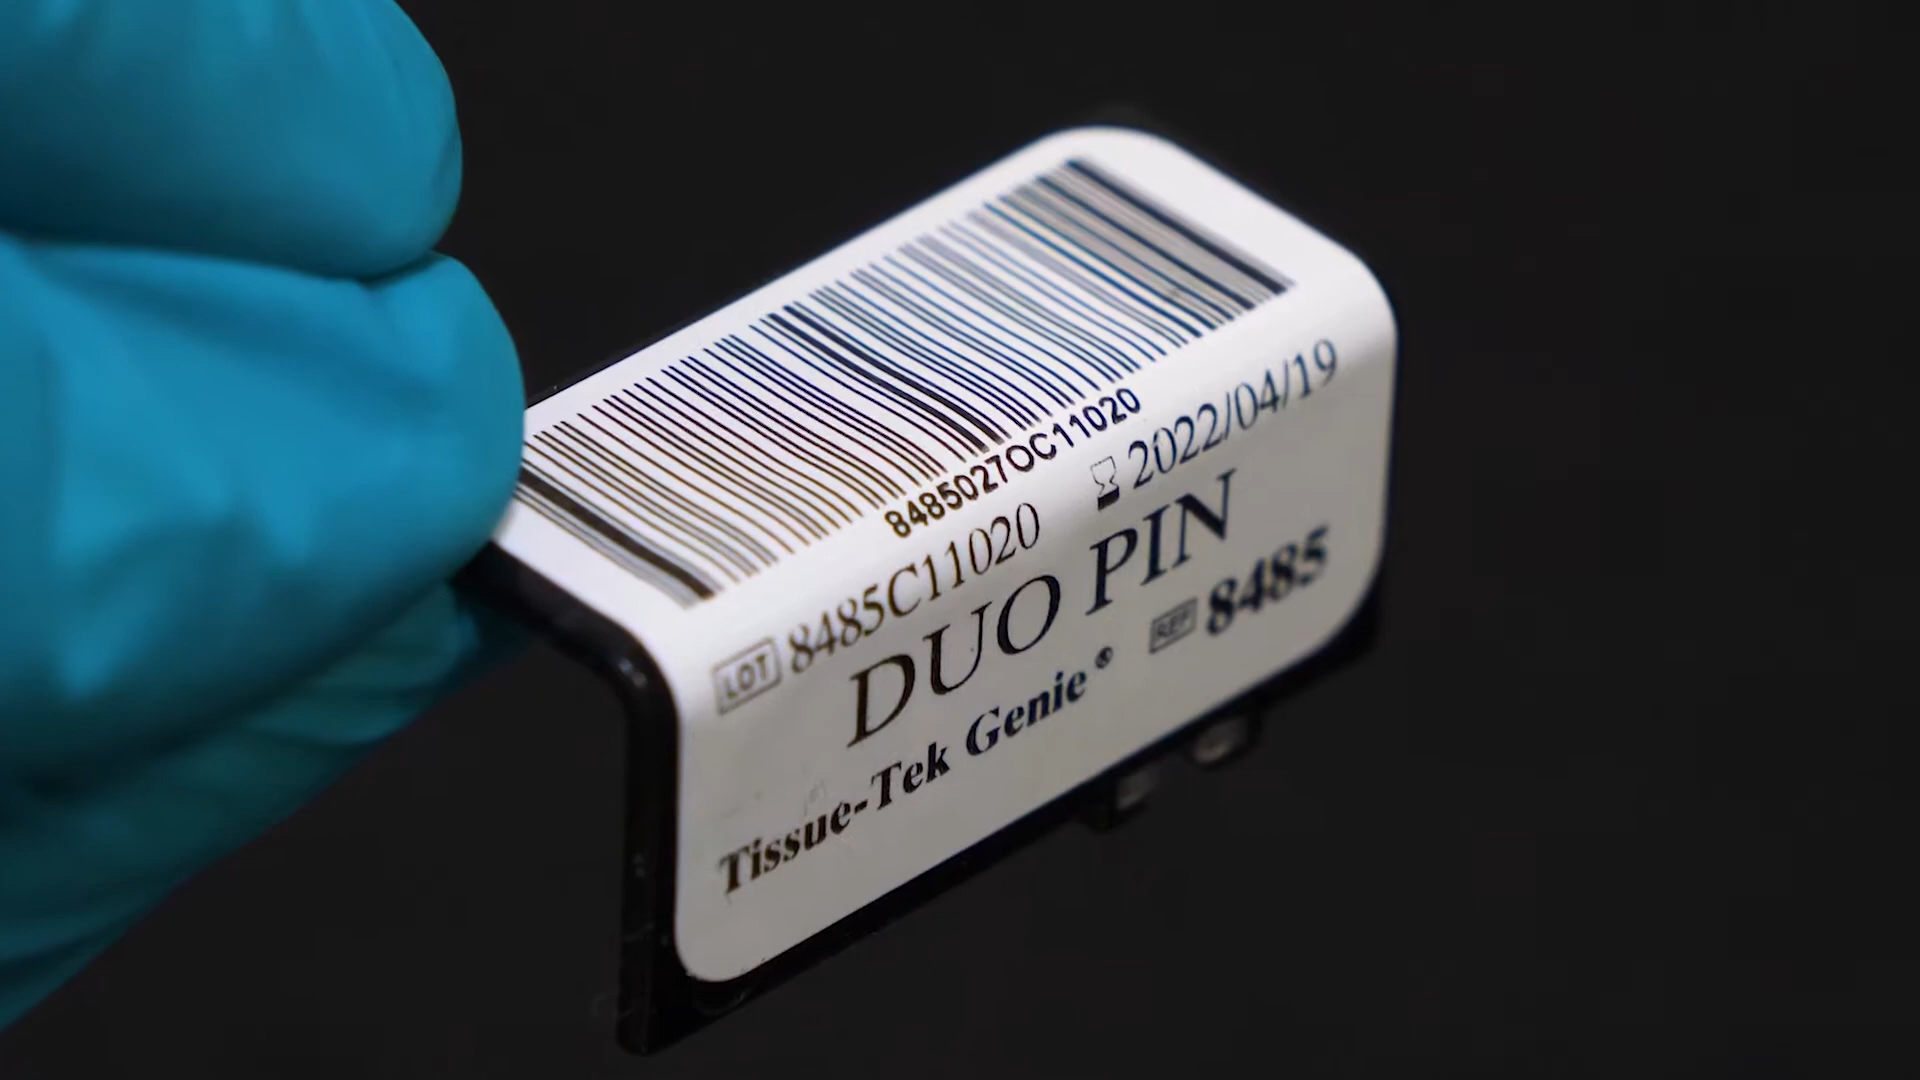 8485027OC11020
LOT 8485C11020 2022/04/19
DUO PIN
Tissue-Tek Genie® REF 8485